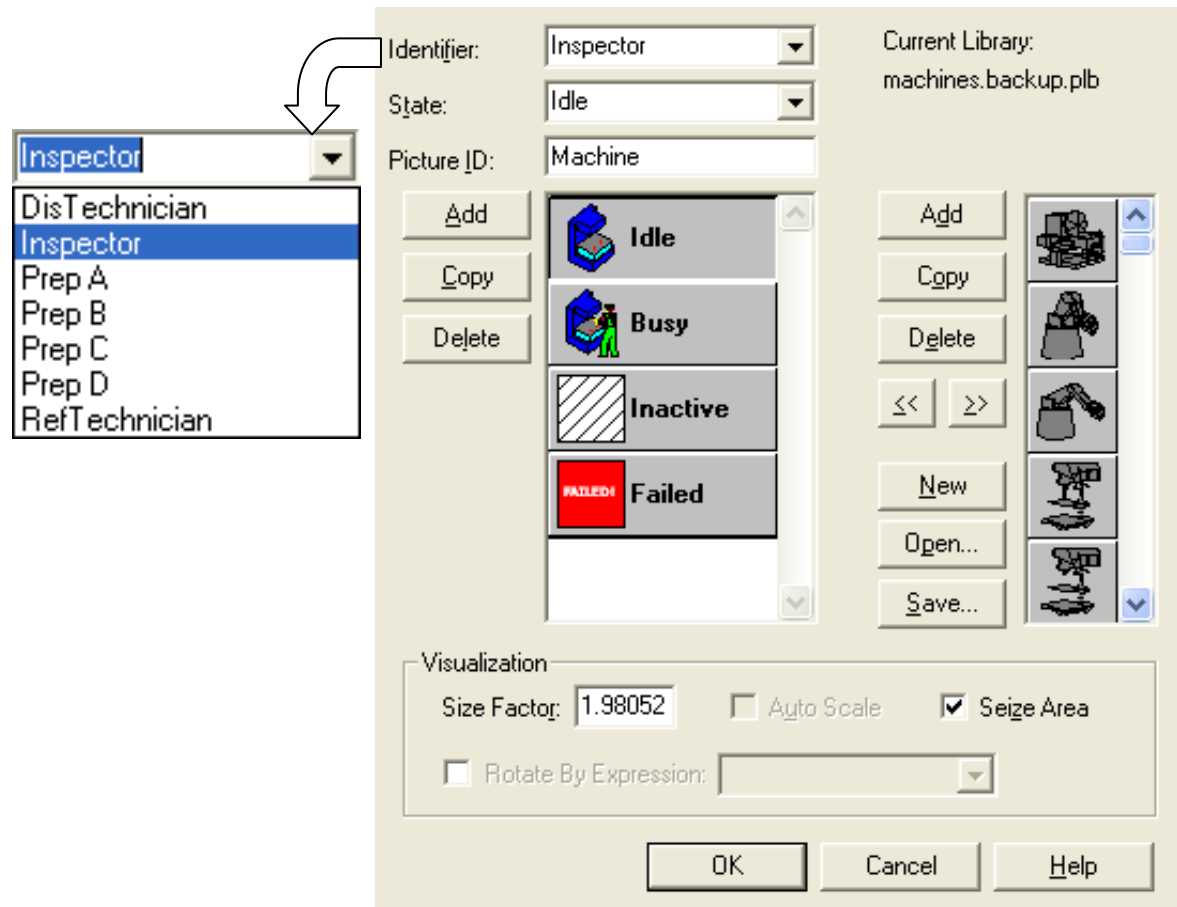 Identifier:
Inspector
Current Library:
machines.backup.plb
State:
Idle
Picture ID:
Machine
Inspector
DisTechnician
Inspector
Prep A
Prep B
Prep C
Prep D
RefTechnician
Add
Copy
Delete
Idle
Busy
Inactive
FAILED!
Failed
Add
Copy
Delete
<<
>>
New
Open...
Save...
Visualization
Size Factor:
1.98052
Auto Scale
Seize Area
Rotate By Expression:
OK
Cancel
Help